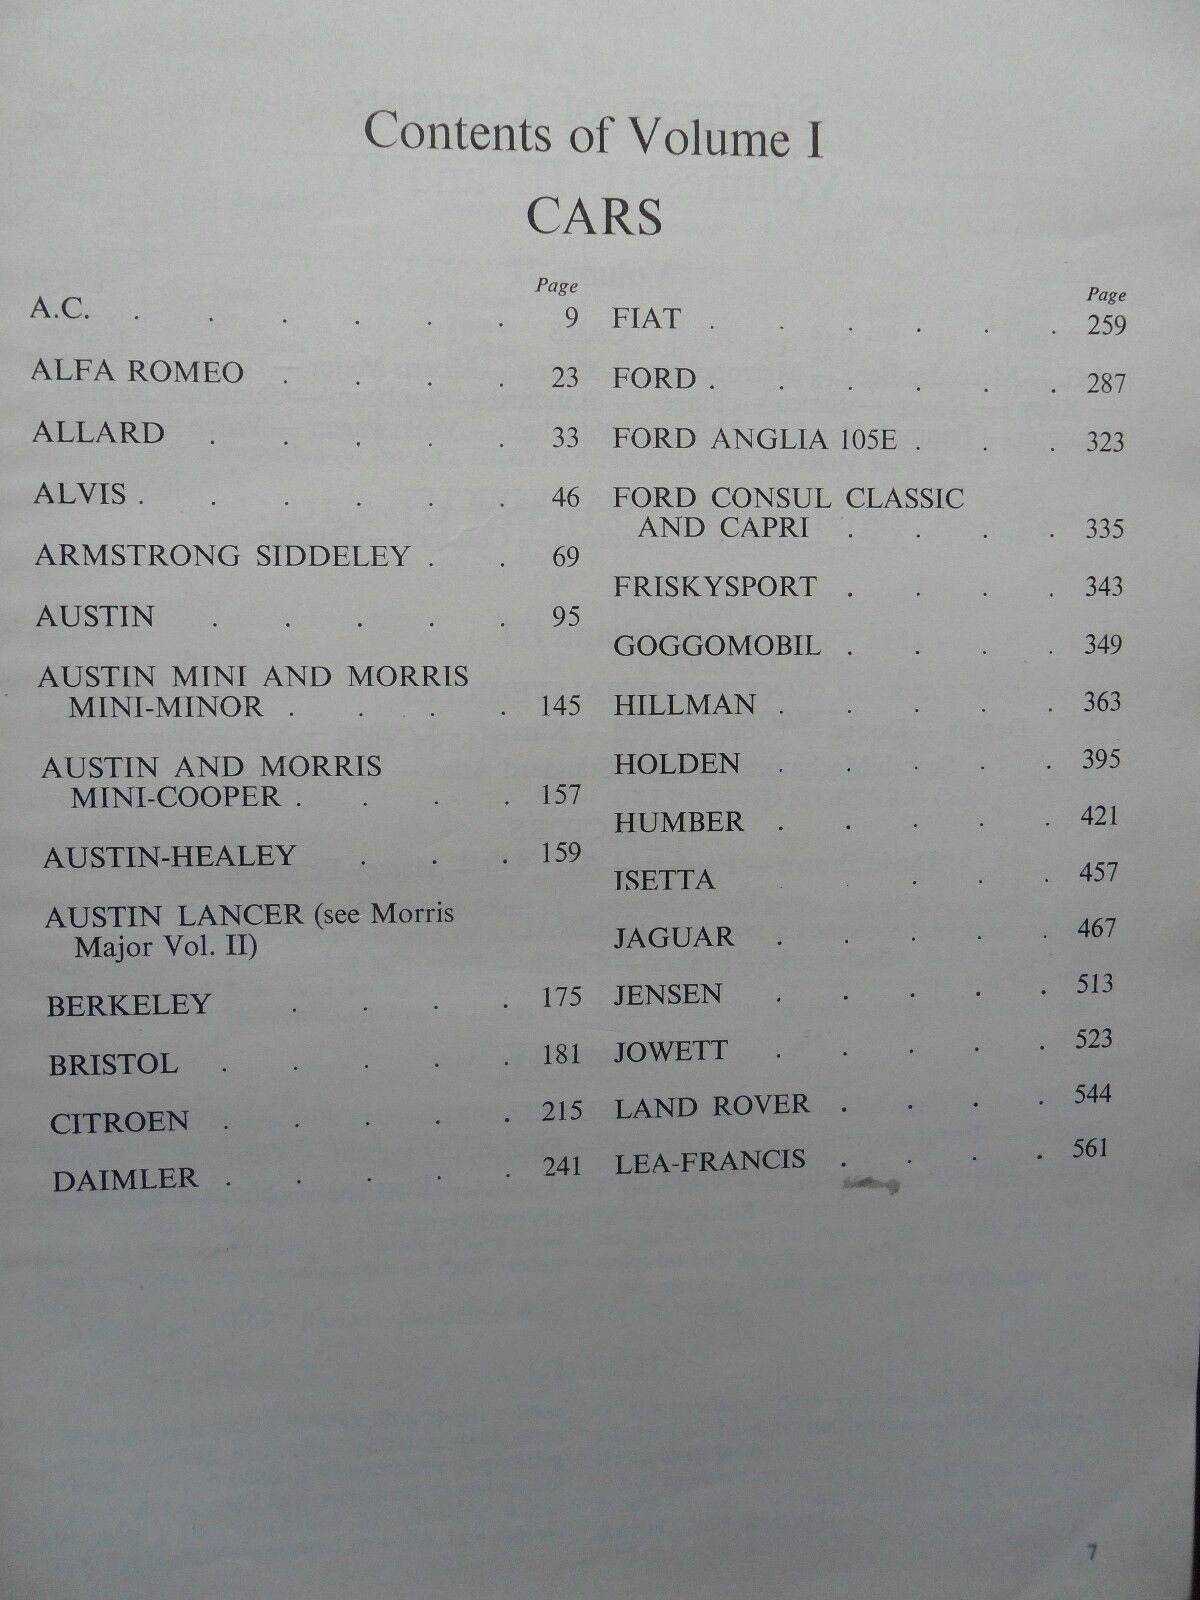 Contents of Volume I
CARS
Page
A.C. . . . . . . 9
ALFA ROMEO . . . . 23
ALLARD . . . . . 33
ALVIS . . . . . . 46
ARMSTRONG SIDDELEY . . 69
AUSTIN . . . . . 95
AUSTIN MINI AND MORRIS
MINI-MINOR . . . . 145
AUSTIN AND MORRIS
MINI-COOPER . . . . 157
AUSTIN-HEALEY . . . 159
AUSTIN LANCER (see Morris
Major Vol. II)
BERKELEY . . . . 175
BRISTOL . . . . . 181
CITROEN . . . . . 215
DAIMLER . . . . . 241
Page
FIAT . . . . . . 259
FORD . . . . . . 287
FORD ANGLIA 105E . . . 323
FORD CONSUL CLASSIC
AND CAPRI . . . . 335
FRISKYSPORT . . . . 343
GOGGOMOBIL . . . . 349
HILLMAN . . . . . 363
HOLDEN . . . . . 395
HUMBER . . . . . 421
ISETTA . . . . . 457
JAGUAR . . . . . 467
JENSEN . . . . . 513
JOWETT . . . . . 523
LAND ROVER . . . . 544
LEA-FRANCIS . . . . 561
7